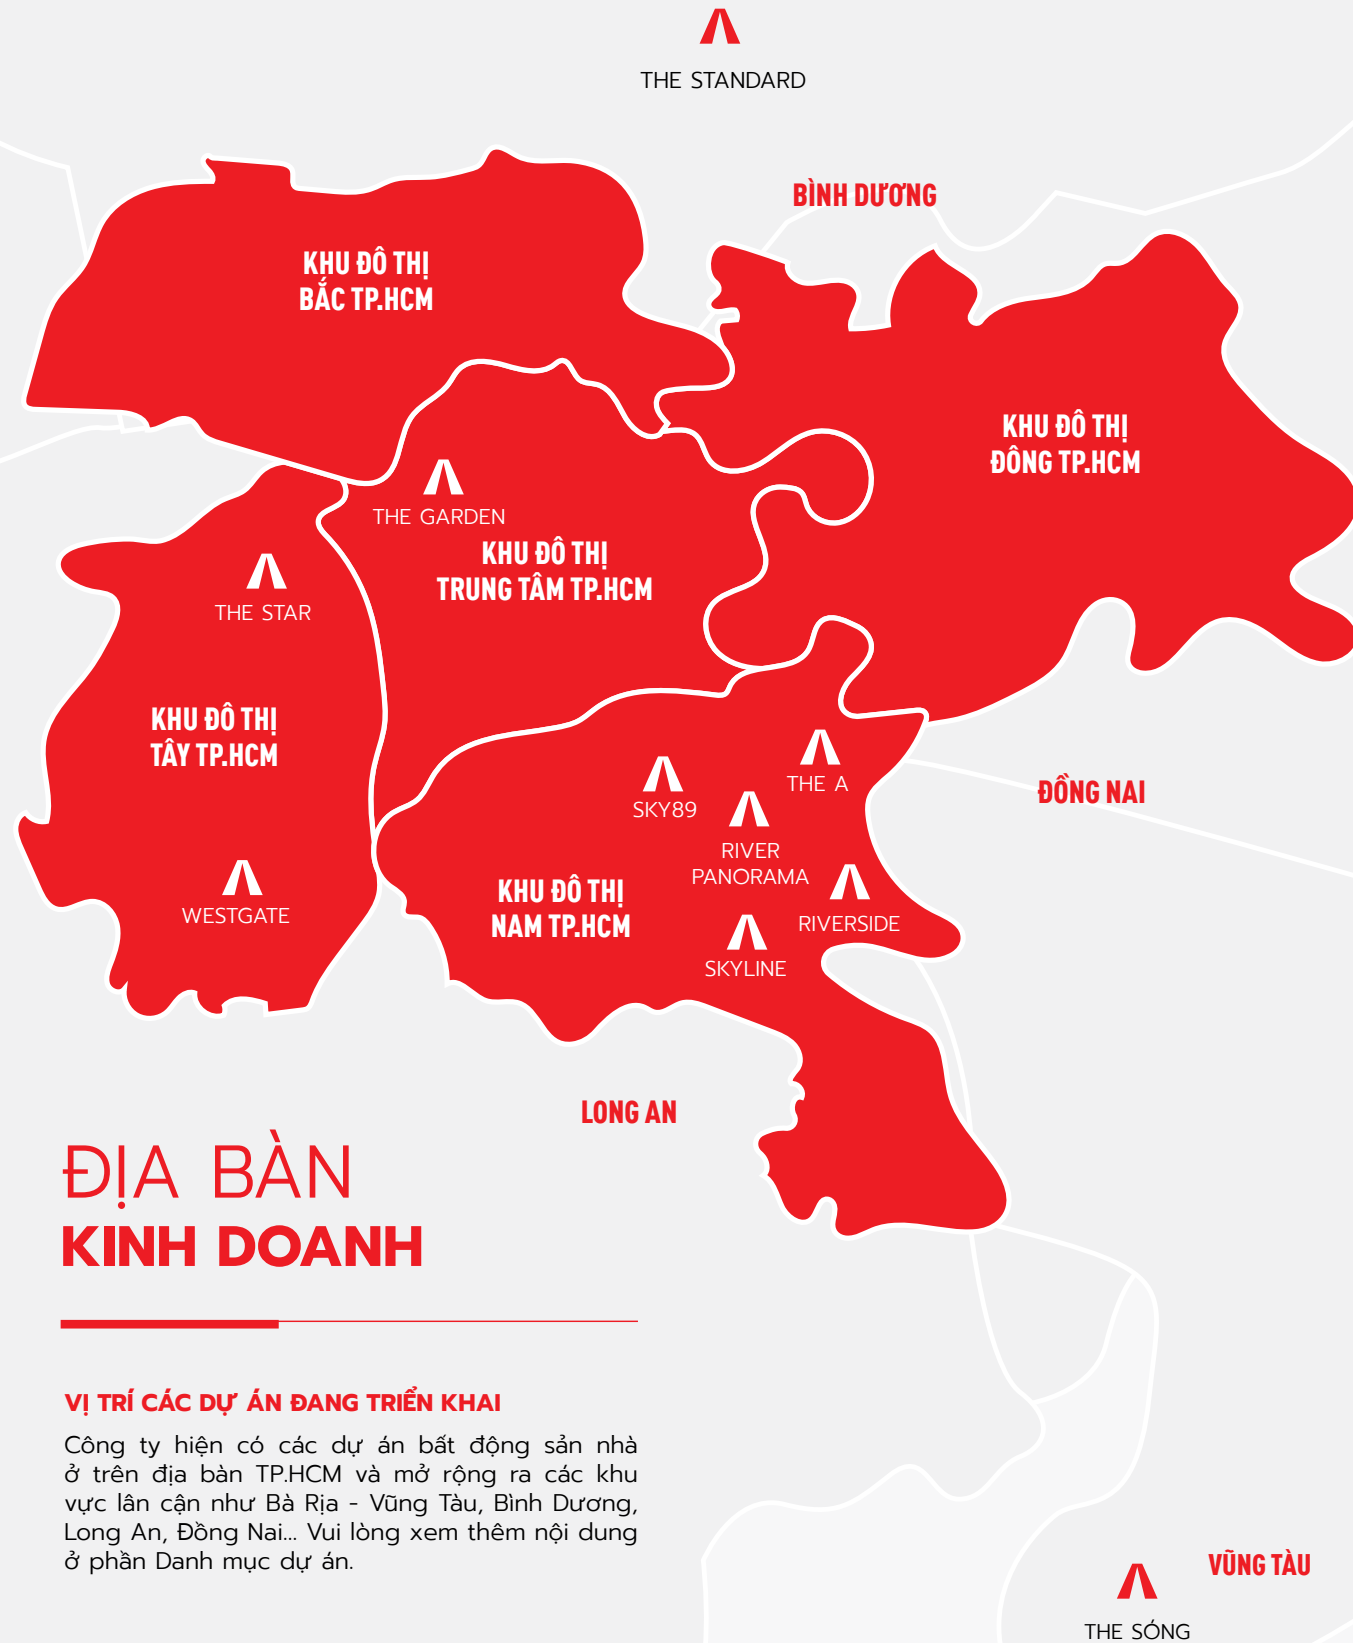 THE STANDARD
BÌNH DƯƠNG
KHU ĐÔ THỊ
BẮC TP.HCM
KHU ĐÔ THỊ
ĐÔNG TP.HCM
THE GARDEN
KHU ĐÔ THỊ
TRUNG TÂM TP.HCM
THE STAR
KHU ĐÔ THỊ
TÂY TP.HCM
WESTGATE
THE A
SKY89
RIVER
PANORAMA
RIVERSIDE
KHU ĐÔ THỊ
NAM TP.HCM
SKYLINE
ĐỒNG NAI
LONG AN
ĐỊA BÀN
KINH DOANH
VỊ TRÍ CÁC DỰ ÁN ĐANG TRIỂN KHAI
Công ty hiện có các dự án bất động sản nhà
ở trên địa bàn TP.HCM và mở rộng ra các khu
vực lân cận như Bà Rịa - Vũng Tàu, Bình Dương,
Long An, Đồng Nai... Vui lòng xem thêm nội dung
ở phần Danh mục dự án.
VŨNG TÀU
THE SÓNG